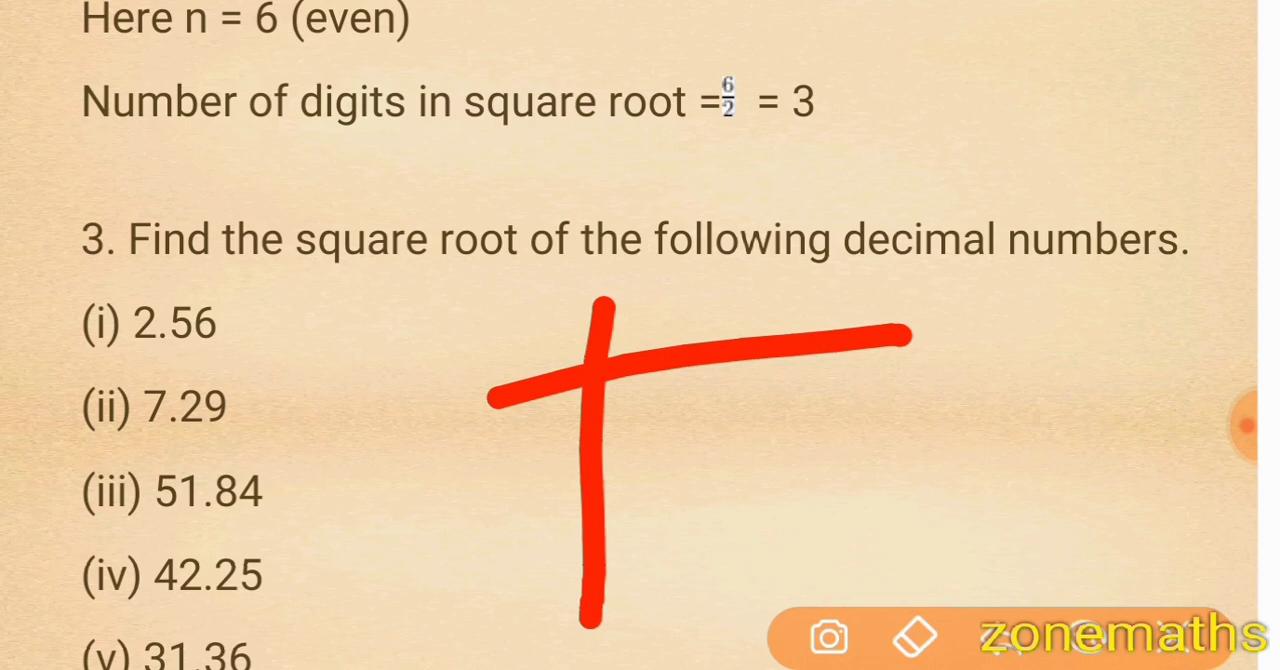 Here n = 6 (even)
Number of digits in square root = 6/2 = 3
3. Find the square root of the following decimal numbers.
(i) 2.56
(ii) 7.29
(iii) 51.84
(iv) 42.25
(v) 31.36
zonemaths